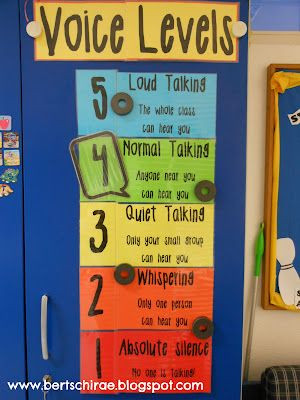 Voice Levels
5 Loud Talking
The whole class
can hear you
4 Normal Talking
Anyone near you
can hear you
3 Quiet Talking
Only your small group
can hear you
2 Whispering
Only one person
can hear you
1 Absolute silence
No one is Talking!
www.bertschirae.blogspot.com